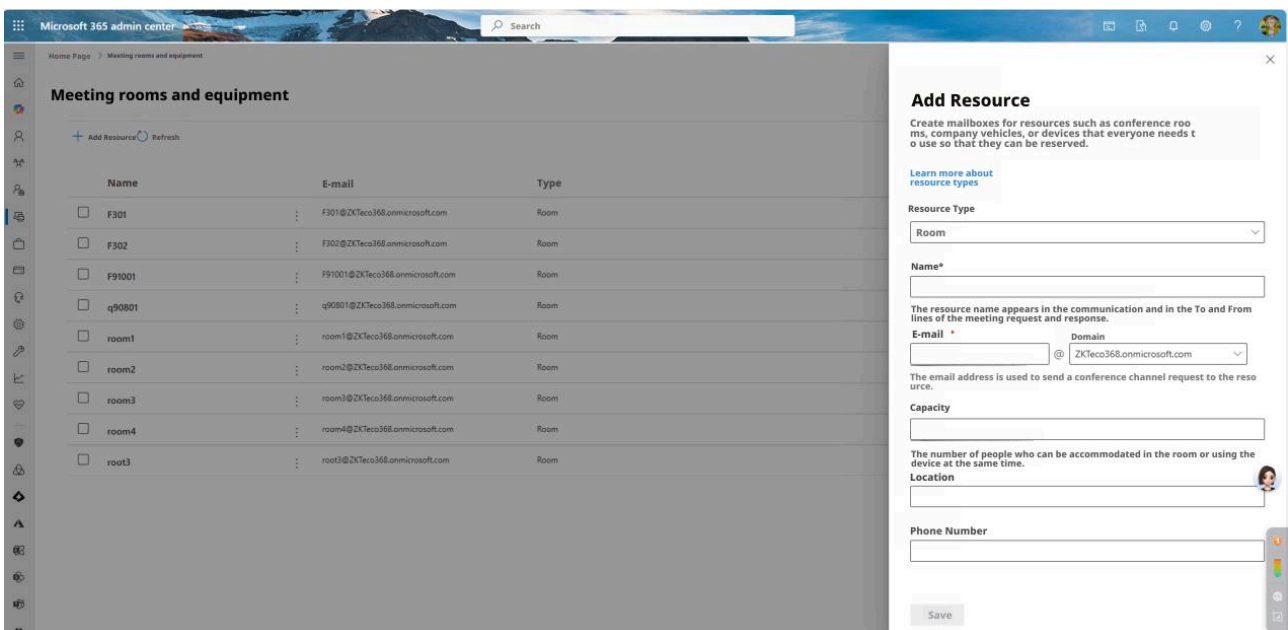 Microsoft 365 admin center
Search
Home Page > Meeting rooms and equipment
Meeting rooms and equipment
+ Add Resource Refresh
Name E-mail Type
F301 F301@ZKTeco368.onmicrosoft.com Room
F302 F302@ZKTeco368.onmicrosoft.com Room
F91001 F91001@ZKTeco368.onmicrosoft.com Room
q90801 q90801@ZKTeco368.onmicrosoft.com Room
room1 room1@ZKTeco368.onmicrosoft.com Room
room2 room2@ZKTeco368.onmicrosoft.com Room
room3 room3@ZKTeco368.onmicrosoft.com Room
room4 room4@ZKTeco368.onmicrosoft.com Room
root3 root3@ZKTeco368.onmicrosoft.com Room
Add Resource
Create mailboxes for resources such as conference roo
ms, company vehicles, or devices that everyone needs t
o use so that they can be reserved.
Learn more about
resource types
Resource Type
Room
Name*
The resource name appears in the communication and in the To and From
lines of the meeting request and response.
E-mail * Domain
@ ZKTeco368.onmicrosoft.com
The email address is used to send a conference channel request to the reso
urce.
Capacity
The number of people who can be accommodated in the room or using the
device at the same time.
Location
Phone Number
Save